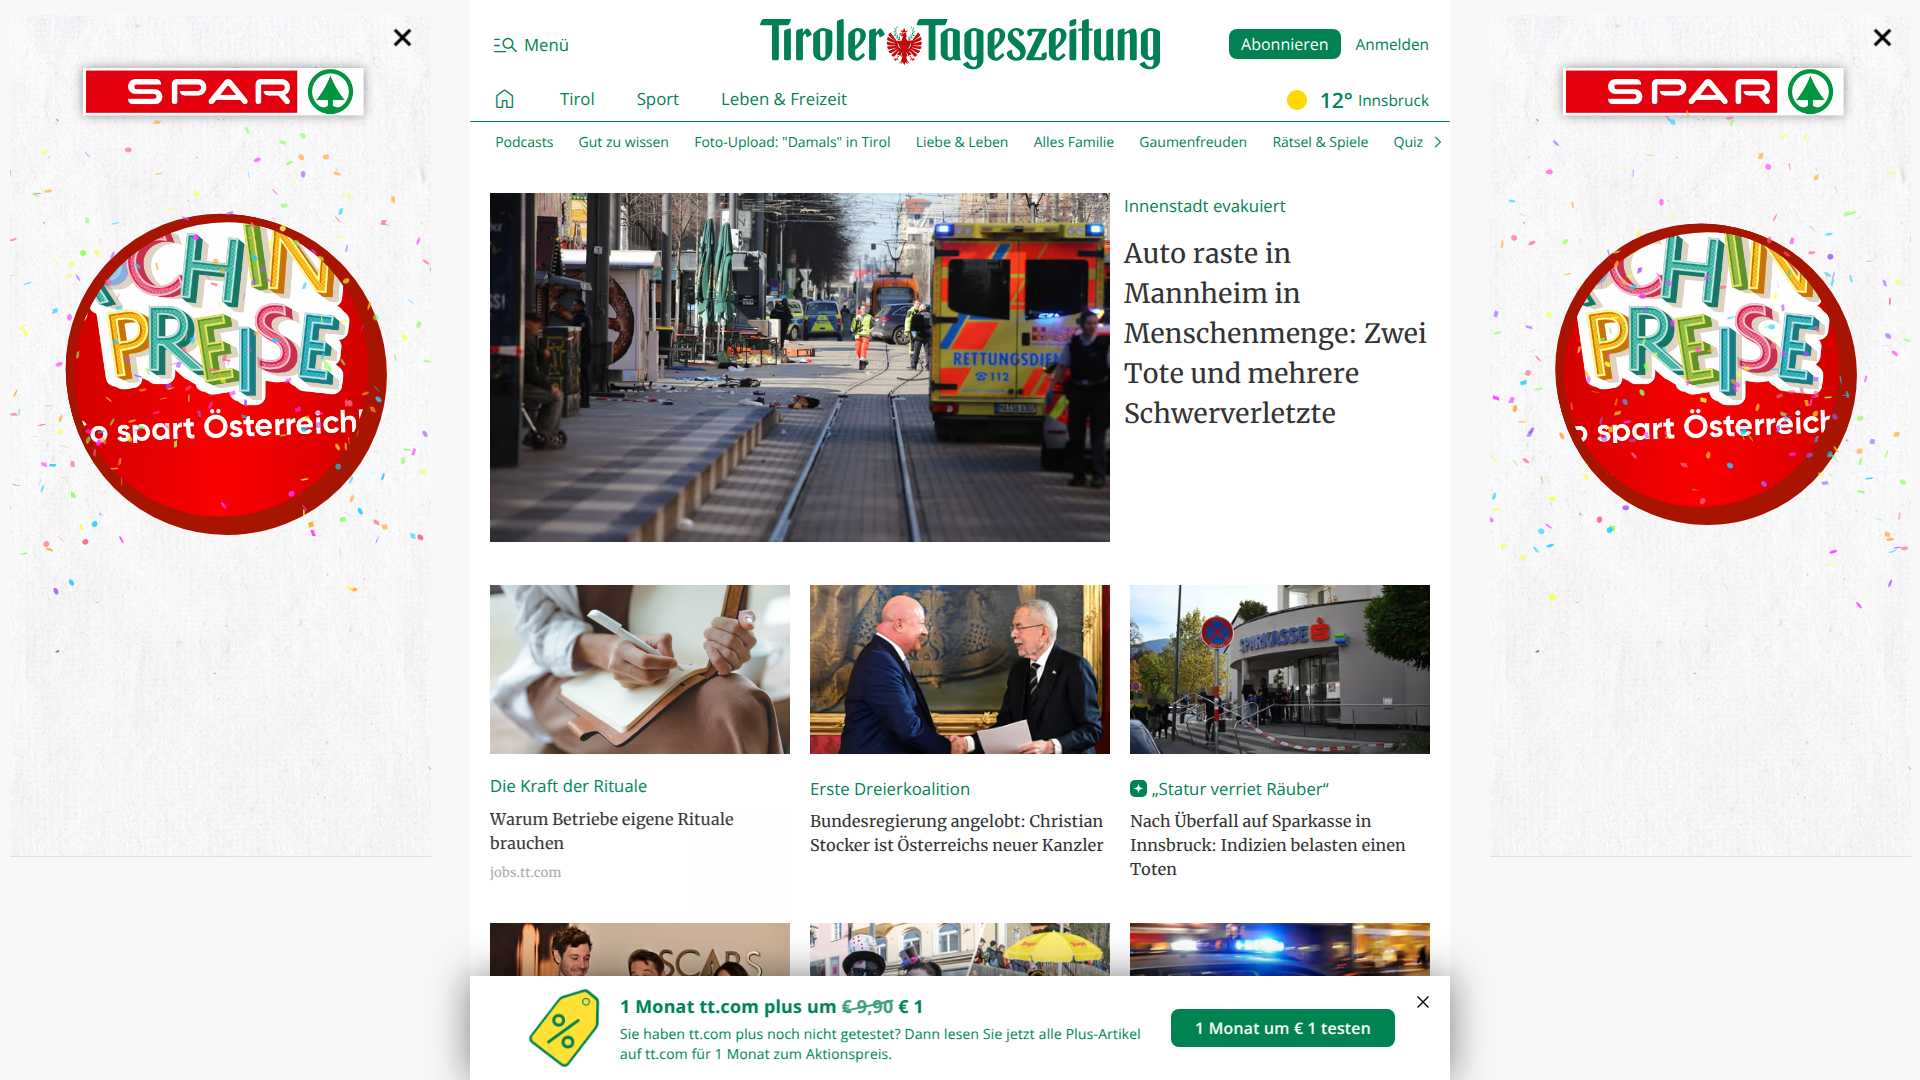 SPAR
PREISE
spart Österreich
Menü
Tiroler Tageszeitung
Abonnieren
Anmelden
Tirol
Sport
Leben & Freizeit
12° Innsbruck
Podcasts
Gut zu wissen
Foto-Upload: "Damals" in Tirol
Liebe & Leben
Alles Familie
Gaumenfreuden
Rätsel & Spiele
Quiz
RETTUNGSDIEN
112
Innenstadt evakuiert
Auto raste in
Mannheim in
Menschenmenge: Zwei
Tote und mehrere
Schwerverletzte
SPARKASSE
Die Kraft der Rituale
Warum Betriebe eigene Rituale
brauchen
jobs.tt.com
Erste Dreierkoalition
Bundesregierung angelobt: Christian
Stocker ist Österreichs neuer Kanzler
„Statur verriet Räuber“
Nach Überfall auf Sparkasse in
Innsbruck: Indizien belasten einen
Toten
OSCARS
1 Monat tt.com plus um € 9,90 € 1
Sie haben tt.com plus noch nicht getestet? Dann lesen Sie jetzt alle Plus-Artikel
auf tt.com für 1 Monat zum Aktionspreis.
1 Monat um € 1 testen
SPAR
PREISE
spart Österreich